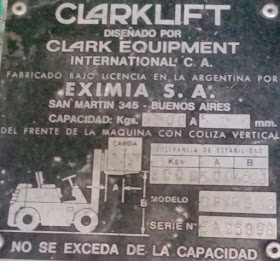 CLARKLIFT
DISEÑADO POR
CLARK EQUIPMENT
INTERNATIONAL C. A.
FABRICADO BAJO LICENCIA EN LA ARGENTINA POR
EXIMIA S. A.
SAN MARTIN 345 -- BUENOS AIRES
CAPACIDAD: Kgs. A mm.
DEL FRENTE DE LA MAQUINA CON COLIZA VERTICAL
CARGA
TOLERANCIA DE ESTABILIDAD
Kgs A B
A
B
MODELO
SERIE Nº
NO SE EXCEDA DE LA CAPACIDAD